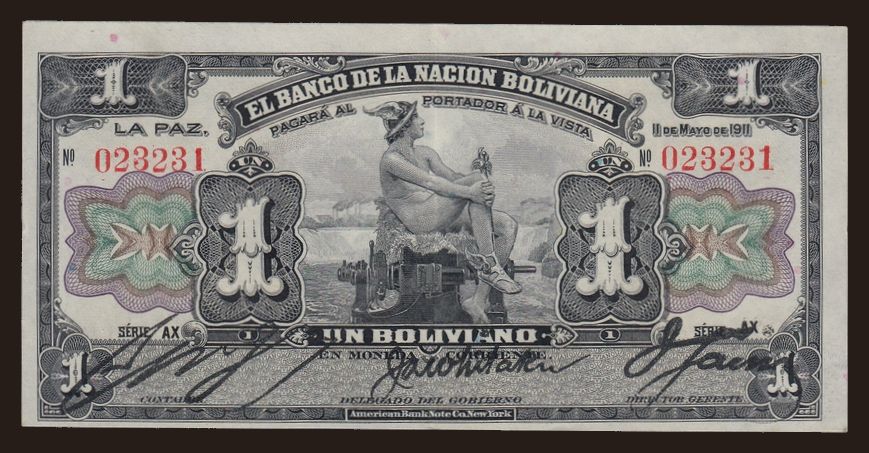 1 1
EL BANCO DE LA NACION BOLIVIANA
PAGARÁ AL PORTADOR Á LA VISTA
LA PAZ, 11 DE MAYO DE 1911
Nº 023231 Nº 023231
UN UN
1 1
SÉRIE AX SÉRIE AX
1 UN BOLIVIANO 1
EN MONEDA CORRIENTE.
1 1
CONTADOR DELEGADO DEL GOBIERNO DIRECTOR GERENTE
American Bank Note Co. New York